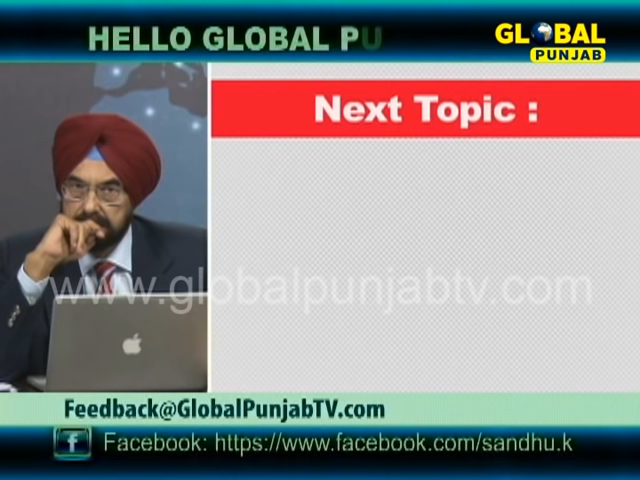 HELLO GLOBAL PU
GLOBAL
PUNJAB
Next Topic :
www.globalpunjabtv.com
Feedback@GlobalPunjabTV.com
f Facebook: https://www.facebook.com/sandhu.k